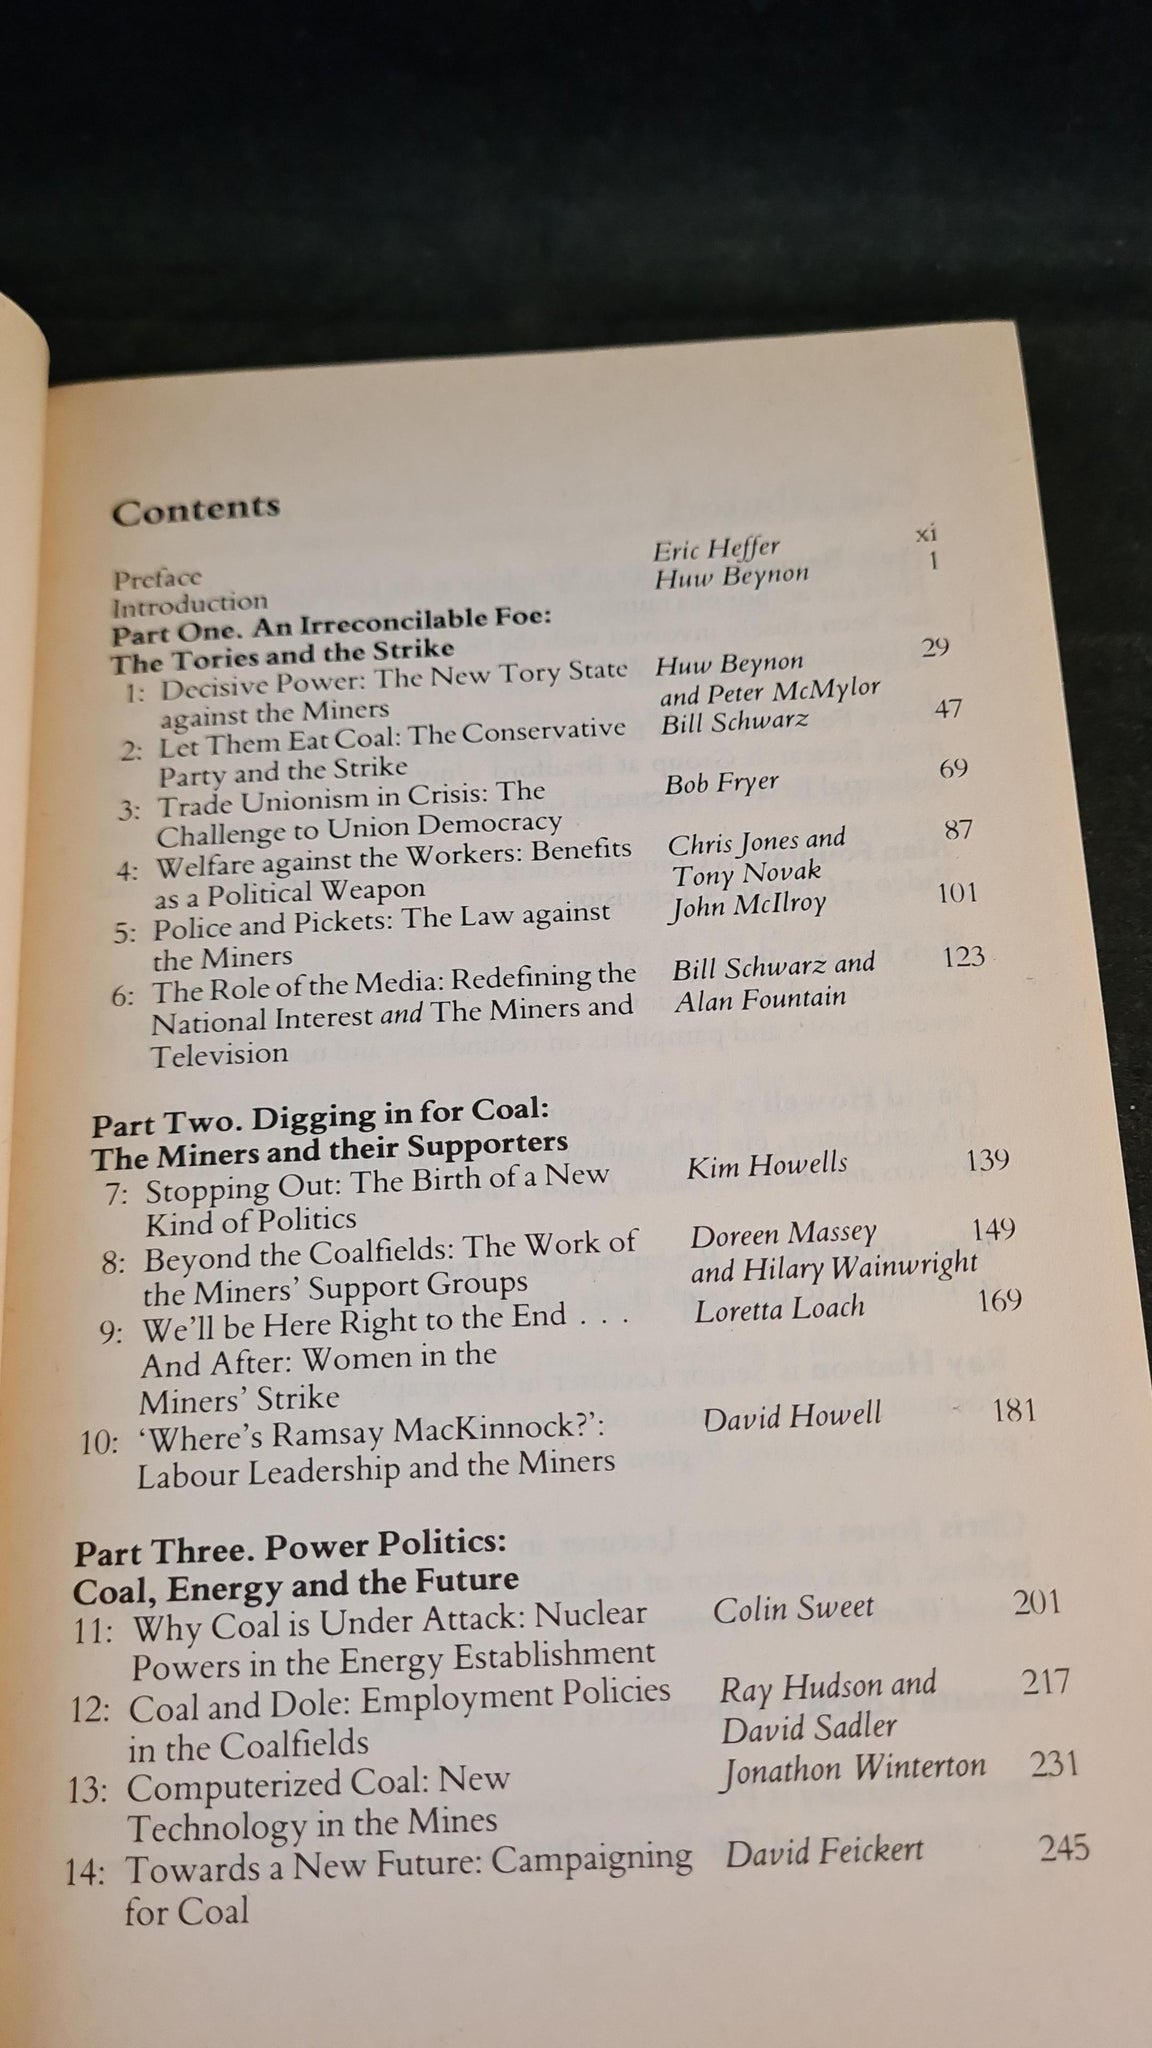 Contents
Preface Eric Heffer xi
Introduction Huw Beynon 1
Part One. An Irreconcilable Foe:
The Tories and the Strike
1: Decisive Power: The New Tory State Huw Beynon 29
against the Miners and Peter McMylor
2: Let Them Eat Coal: The Conservative Bill Schwarz 47
Party and the Strike
3: Trade Unionism in Crisis: The Bob Fryer 69
Challenge to Union Democracy
4: Welfare against the Workers: Benefits Chris Jones and 87
as a Political Weapon Tony Novak
5: Police and Pickets: The Law against John McIlroy 101
the Miners
6: The Role of the Media: Redefining the Bill Schwarz and 123
National Interest and The Miners and Alan Fountain
Television
Part Two. Digging in for Coal:
The Miners and their Supporters
7: Stopping Out: The Birth of a New Kim Howells 139
Kind of Politics
8: Beyond the Coalfields: The Work of Doreen Massey 149
the Miners' Support Groups and Hilary Wainwright
9: We'll be Here Right to the End . . . Loretta Loach 169
And After: Women in the
Miners' Strike
10: 'Where's Ramsay MacKinnock?': David Howell 181
Labour Leadership and the Miners
Part Three. Power Politics:
Coal, Energy and the Future
11: Why Coal is Under Attack: Nuclear Colin Sweet 201
Powers in the Energy Establishment
12: Coal and Dole: Employment Policies Ray Hudson and 217
in the Coalfields David Sadler
13: Computerized Coal: New Jonathon Winterton 231
Technology in the Mines
14: Towards a New Future: Campaigning David Feickert 245
for Coal